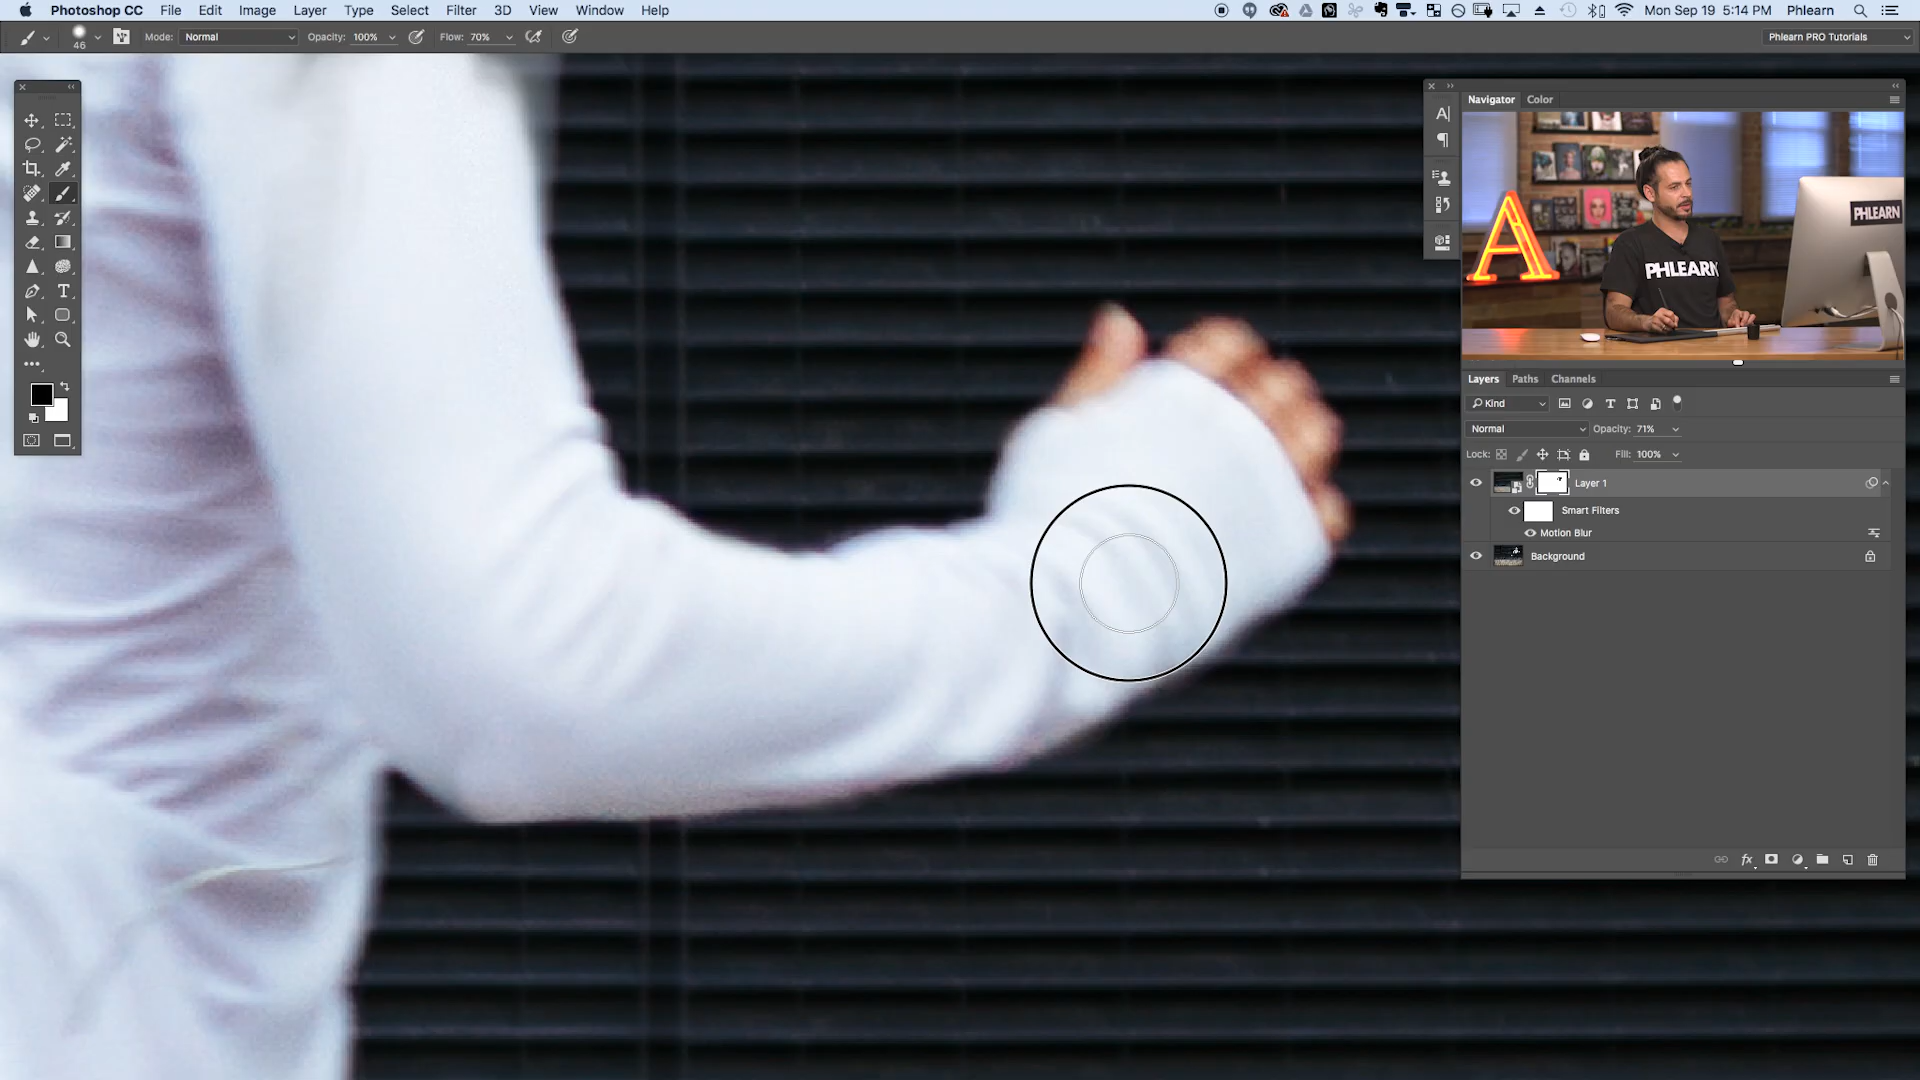 Photoshop CC File Edit Image Layer Type Select Filter 3D View Window Help
Mon Sep 19 5:14 PM Phlearn
46
Mode: Normal Opacity: 100% Flow: 70%
Phlearn PRO Tutorials
Navigator Color
A
PHLEARN
PHLEARN
Layers Paths Channels
Kind
Normal Opacity: 71%
Lock: Fill: 100%
Layer 1
Smart Filters
Motion Blur
Background
fx